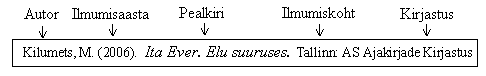 Autor Ilmumisaasta Pealkiri Ilmumiskoht Kirjastus
Kilumets, M. (2006). Ita Ever. Elu suuruses. Tallinn: AS Ajakirjade Kirjastus